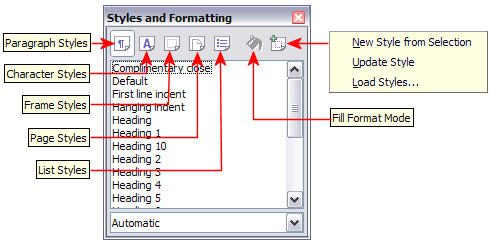 Styles and Formatting
Paragraph Styles
Character Styles
Frame Styles
Page Styles
List Styles
New Style from Selection
Update Style
Load Styles...
Fill Format Mode
Complimentary close
Default
First line indent
Hanging indent
Heading
Heading 1
Heading 10
Heading 2
Heading 3
Heading 4
Heading 5
Automatic